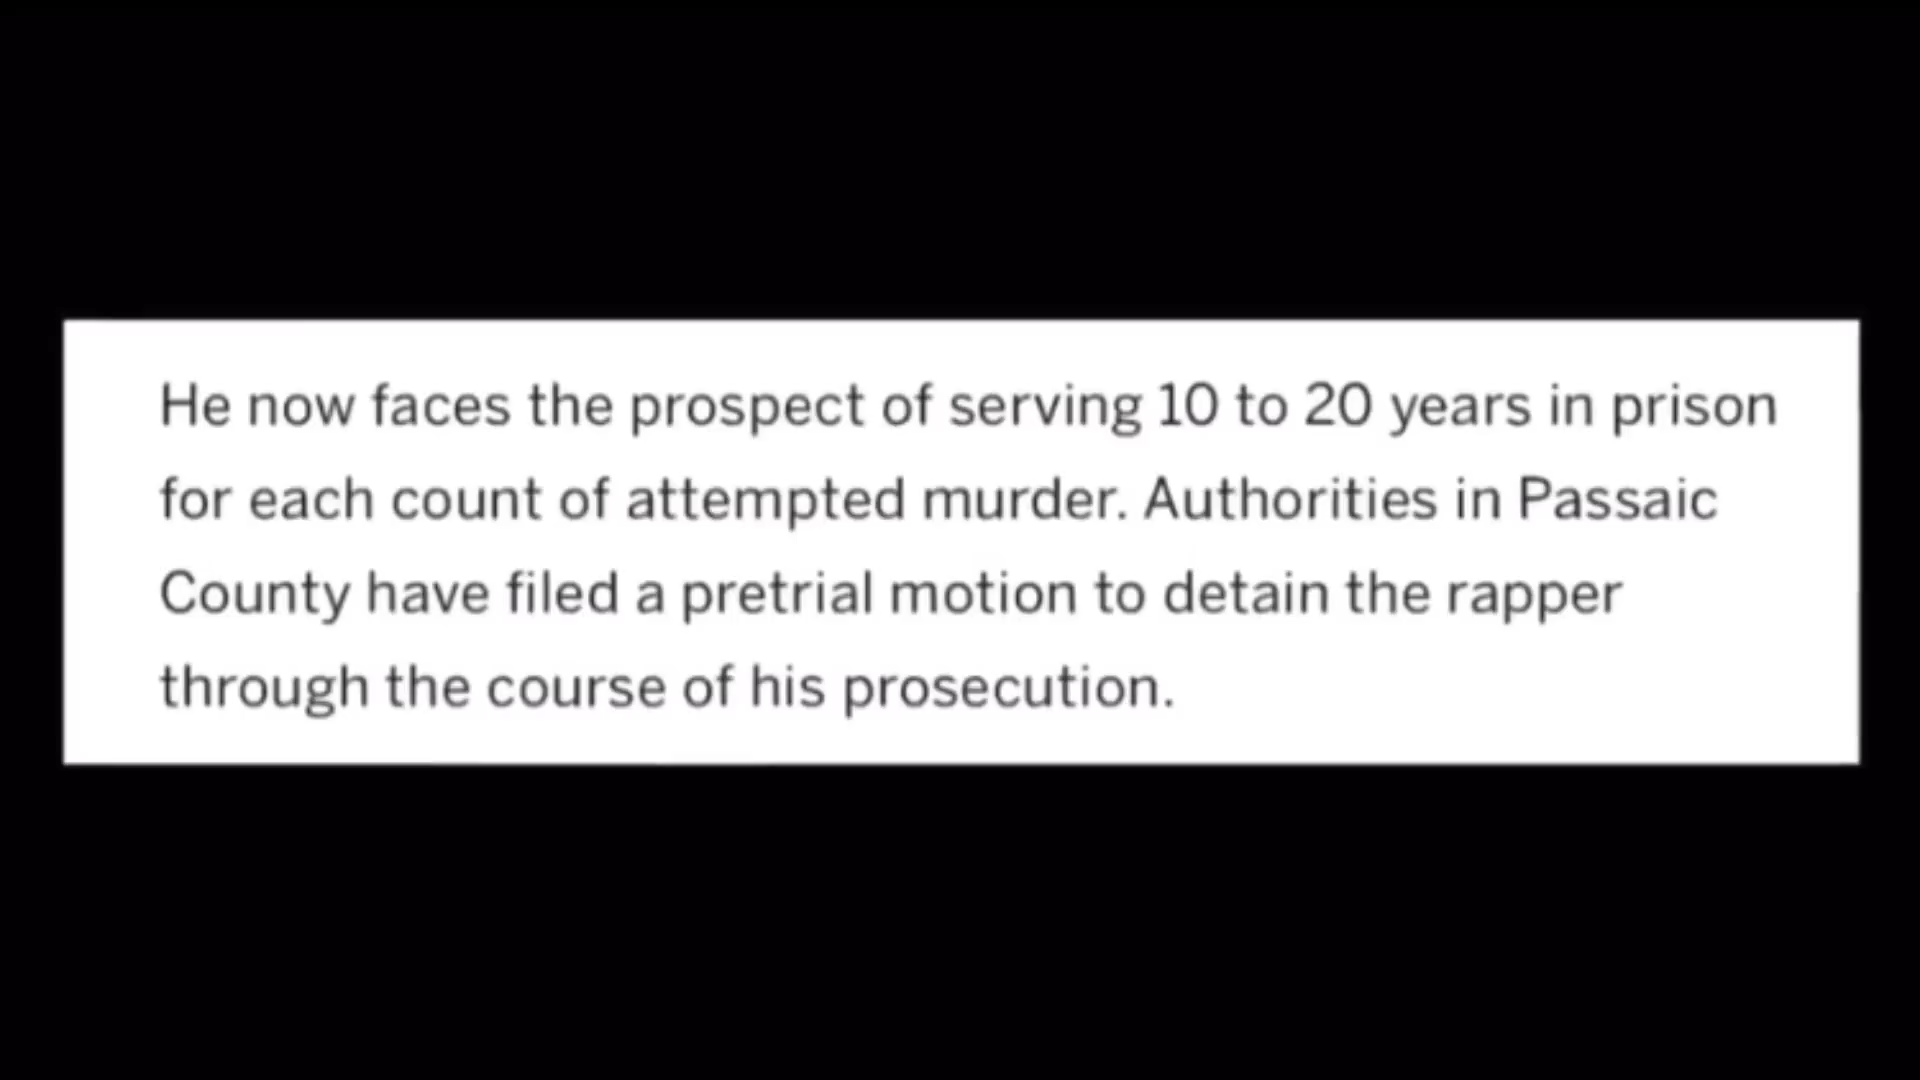 He now faces the prospect of serving 10 to 20 years in prison
for each count of attempted murder. Authorities in Passaic
County have filed a pretrial motion to detain the rapper
through the course of his prosecution.